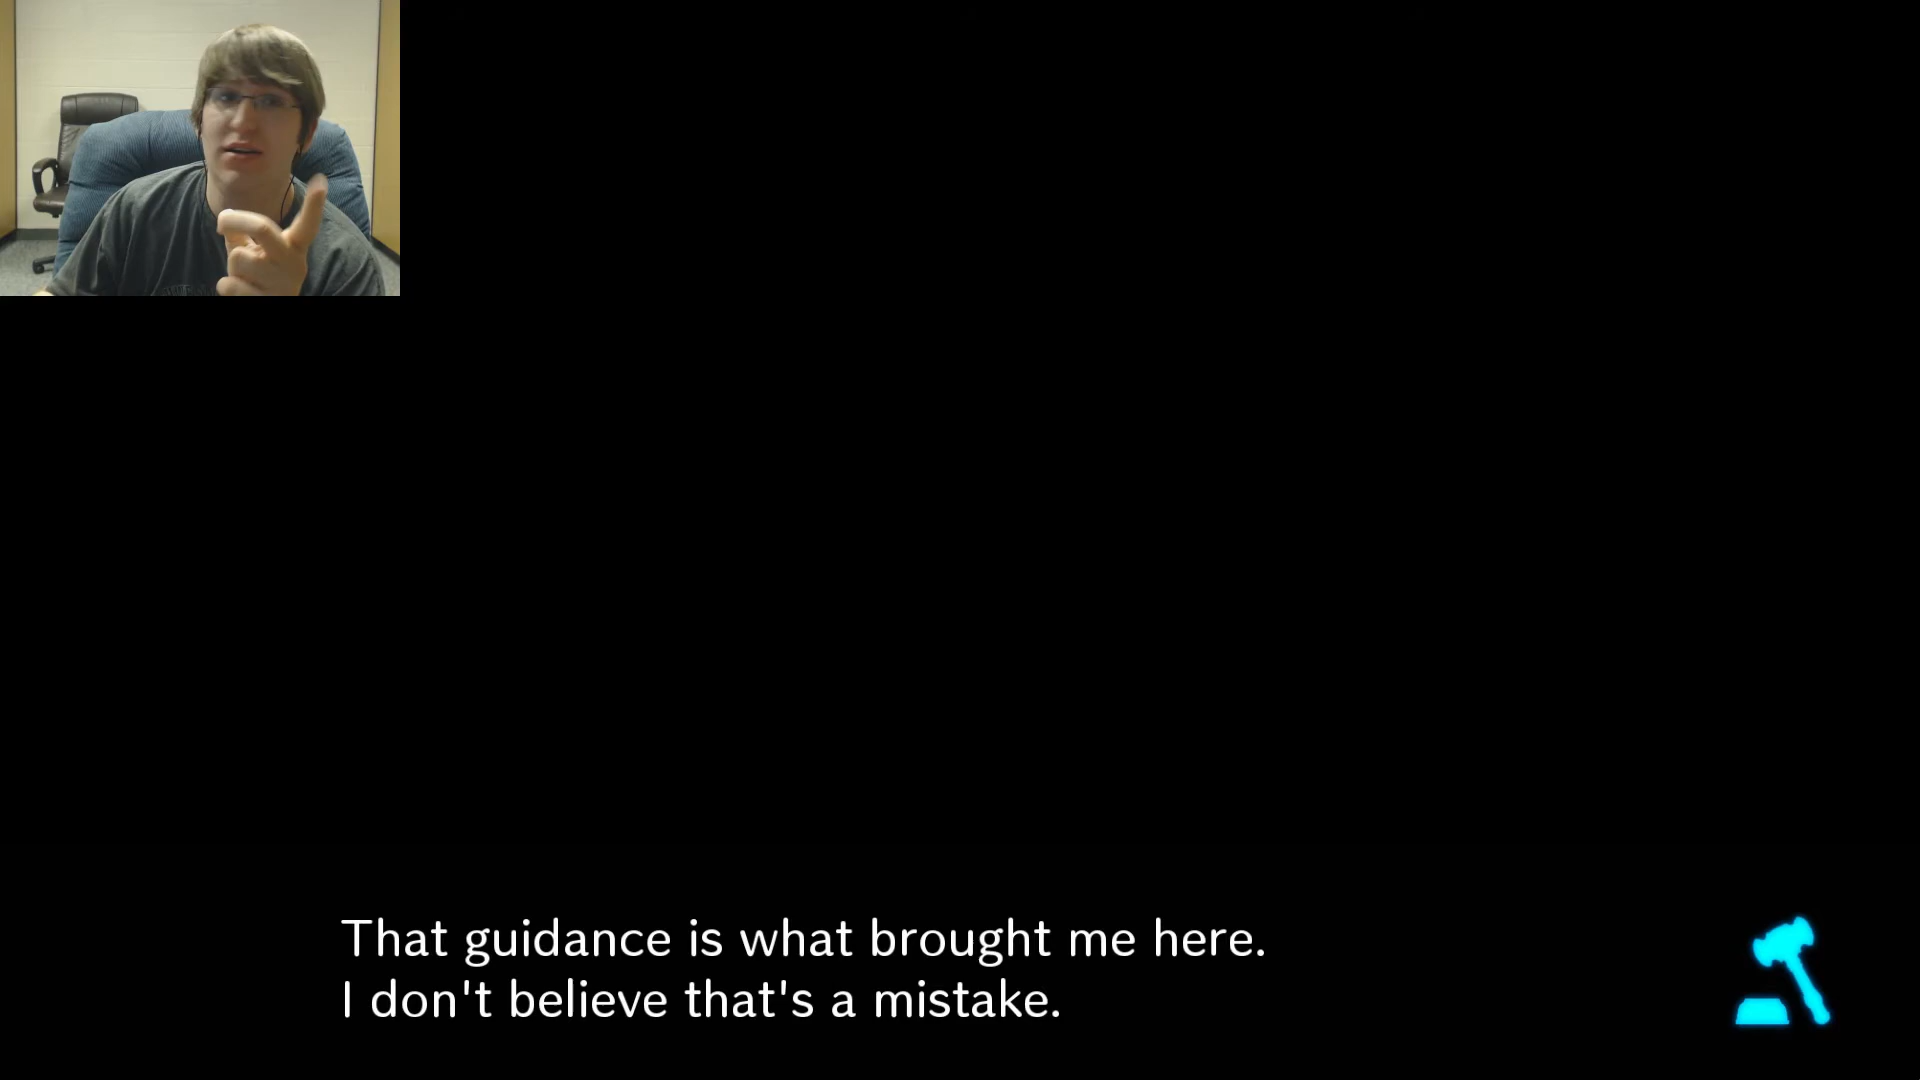 That guidance is what brought me here.
I don't believe that's a mistake.